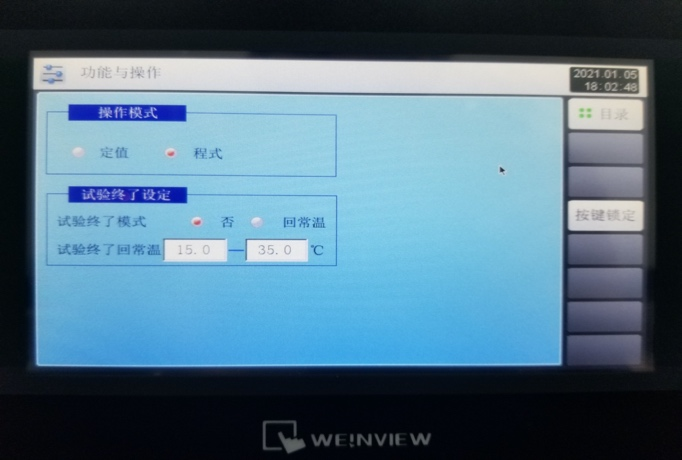 功能与操作
2021.01.05
18:02:48
操作模式
定值 程式
试验终了设定
试验终了模式 否 回常温
试验终了回常温 15.0 — 35.0 ℃
目录
按键锁定
WE!NVIEW